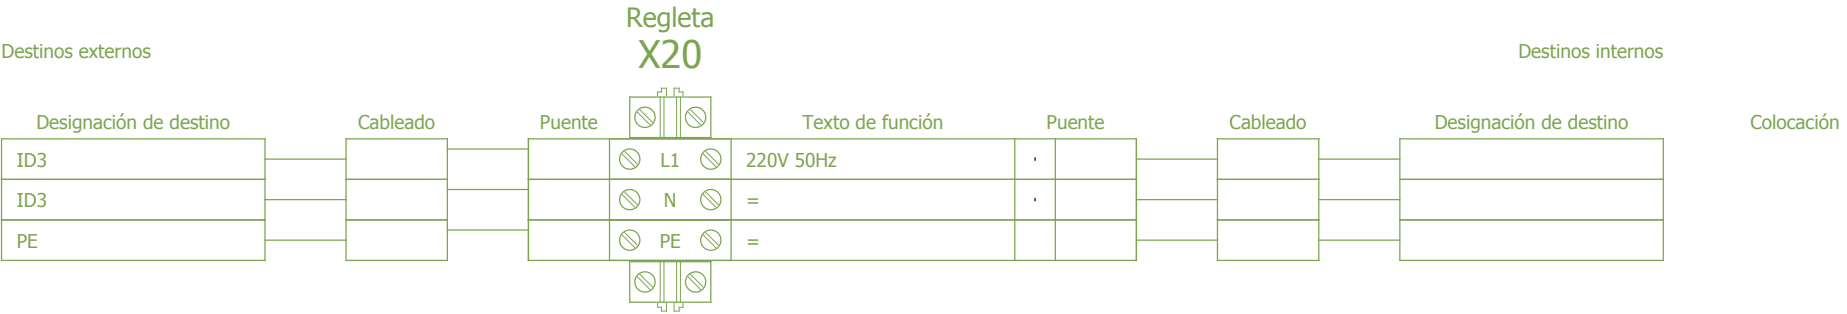 Regleta
Destinos externos X20 Destinos internos
Designación de destino Cableado Puente Texto de función Puente Cableado Designación de destino Colocación
ID3 L1 220V 50Hz
ID3 N =
PE PE =